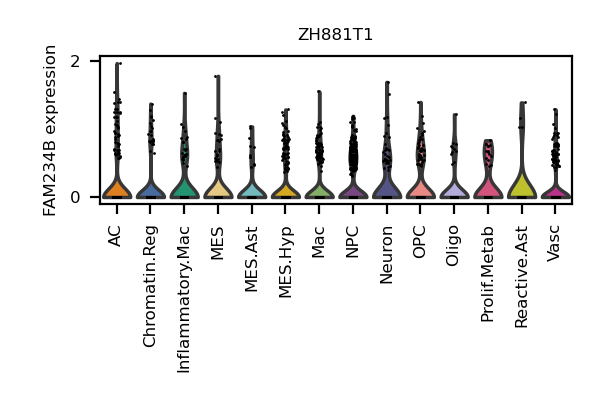 ZH881T1
FAM234B expression
2
0
AC
Chromatin.Reg
Inflammatory.Mac
MES
MES.Ast
MES.Hyp
Mac
NPC
Neuron
OPC
Oligo
Prolif.Metab
Reactive.Ast
Vasc